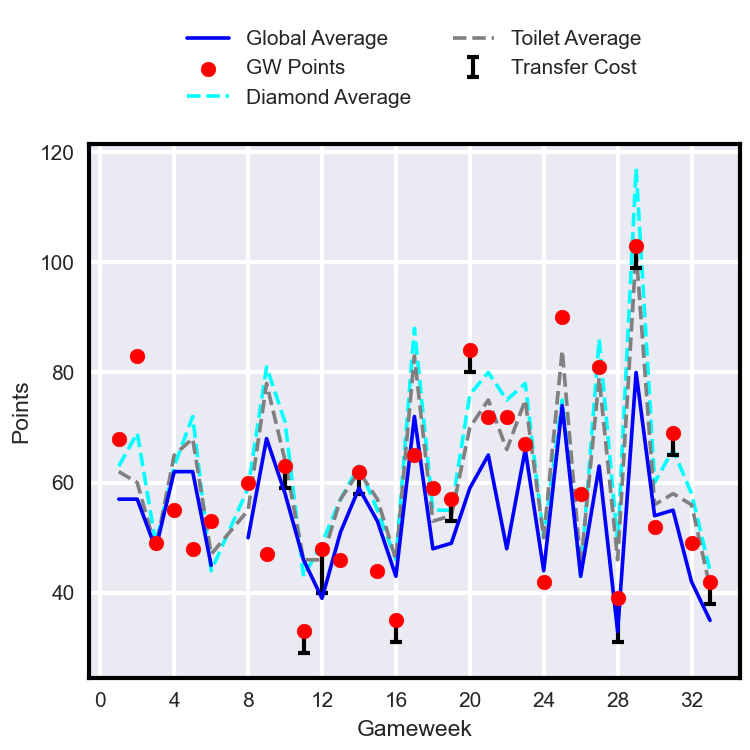 Global Average
GW Points
Diamond Average
Toilet Average
Transfer Cost
120
100
80
60
40
Points
0 4 8 12 16 20 24 28 32
Gameweek